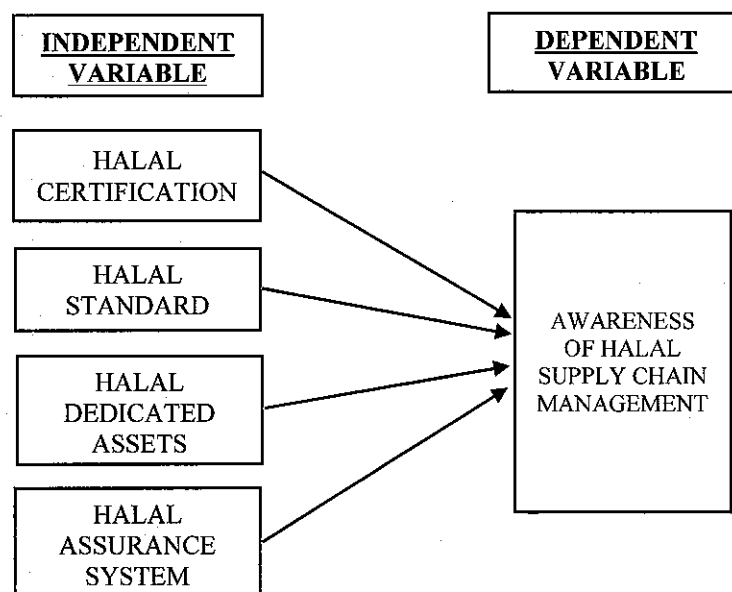 INDEPENDENT
VARIABLE
DEPENDENT
VARIABLE
HALAL
CERTIFICATION
HALAL
STANDARD
HALAL
DEDICATED
ASSETS
HALAL
ASSURANCE
SYSTEM
AWARENESS
OF HALAL
SUPPLY CHAIN
MANAGEMENT